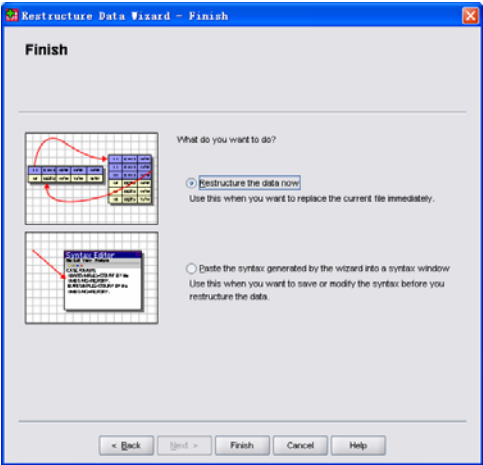 Restructure Data Wizard - Finish
Finish
What do you want to do?
Restructure the data now
Use this when you want to replace the current file immediately.
Syntax Editor
Paste the syntax generated by the wizard into a syntax window
Use this when you want to save or modify the syntax before you
restructure the data.
< Back
Next >
Finish
Cancel
Help